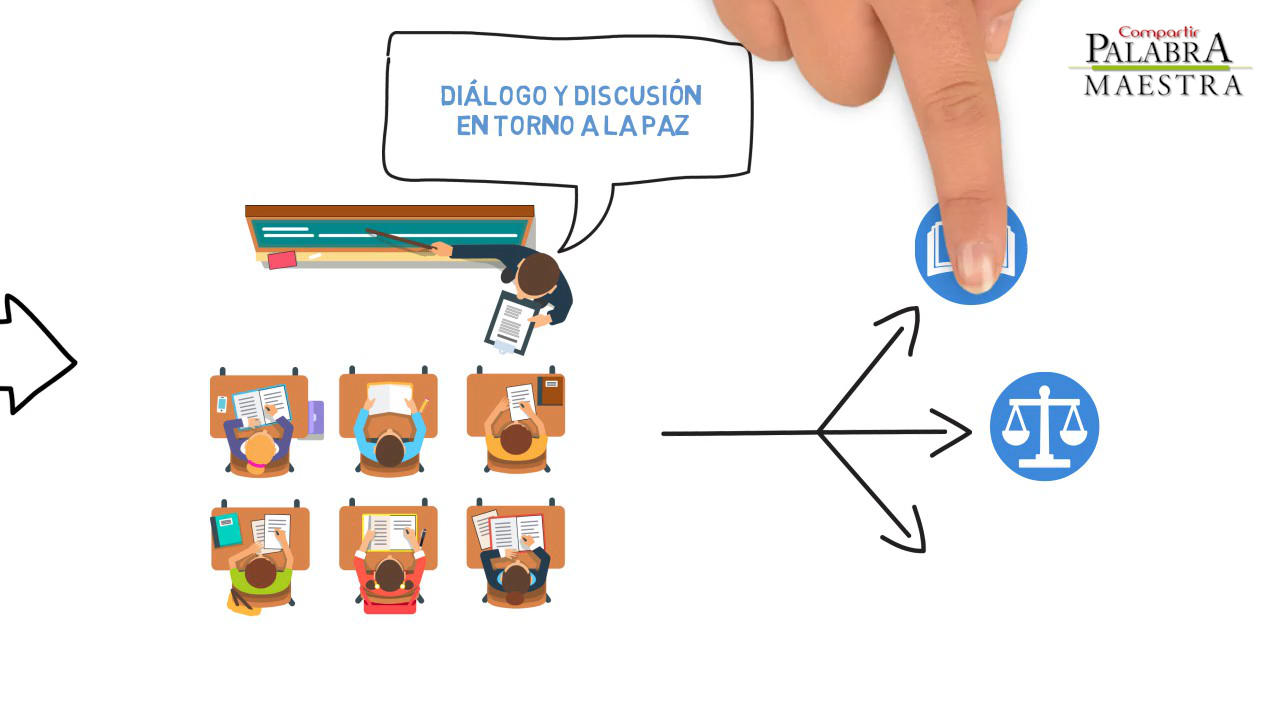 DIÁLOGO Y DISCUSIÓN
EN TORNO A LA PAZ
Compartir
PALABRA
MAESTRA